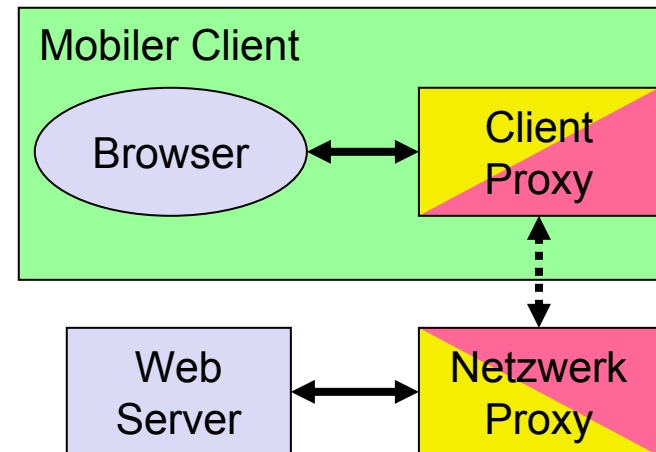 Mobiler Client
Browser
Client
Proxy
Web
Server
Netzwerk
Proxy